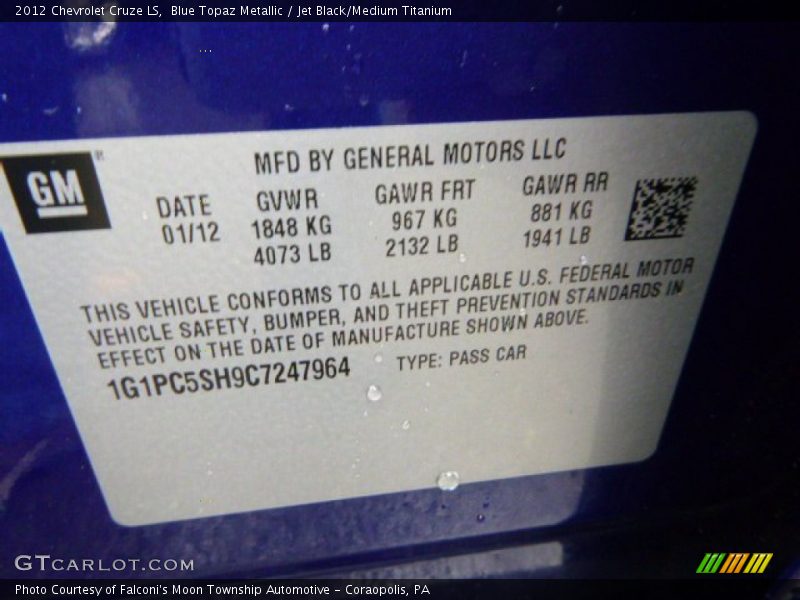 2012 Chevrolet Cruze LS,  Blue Topaz Metallic / Jet Black/Medium Titanium
...
GM®
MFD BY GENERAL MOTORS LLC
DATE GVWR GAWR FRT GAWR RR
01/12 1848 KG 967 KG 881 KG
4073 LB 2132 LB 1941 LB
THIS VEHICLE CONFORMS TO ALL APPLICABLE U.S. FEDERAL MOTOR
VEHICLE SAFETY, BUMPER, AND THEFT PREVENTION STANDARDS IN
EFFECT ON THE DATE OF MANUFACTURE SHOWN ABOVE.
1G1PC5SH9C7247964 TYPE: PASS CAR
GTCARLOT.COM
Photo Courtesy of Falconi's Moon Township Automotive - Coraopolis, PA